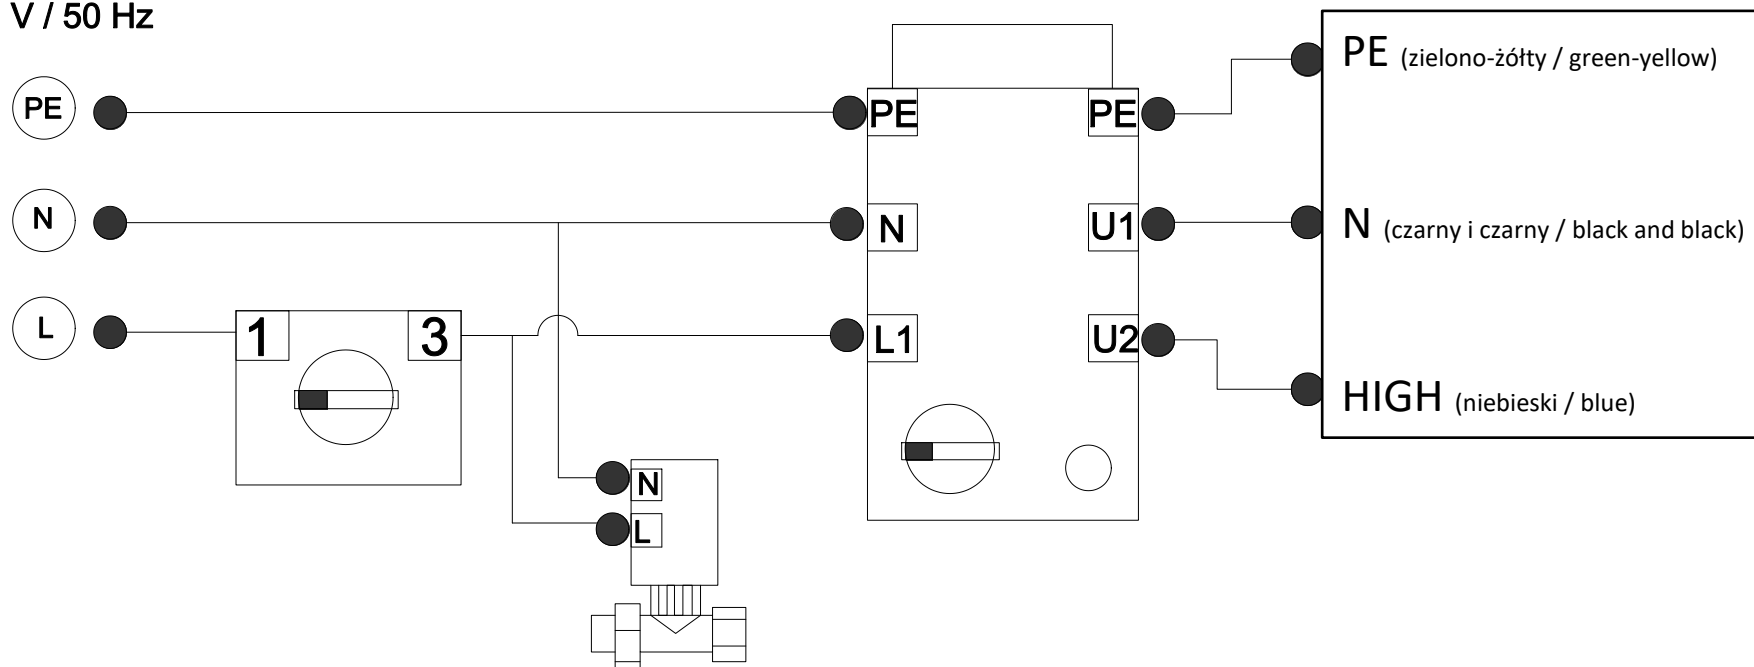 V / 50 Hz
PE
N
L
1
3
N
L
PE
N
L1
PE
U1
U2
PE (zielono-żółty / green-yellow)
N (czarny i czarny / black and black)
HIGH (niebieski / blue)